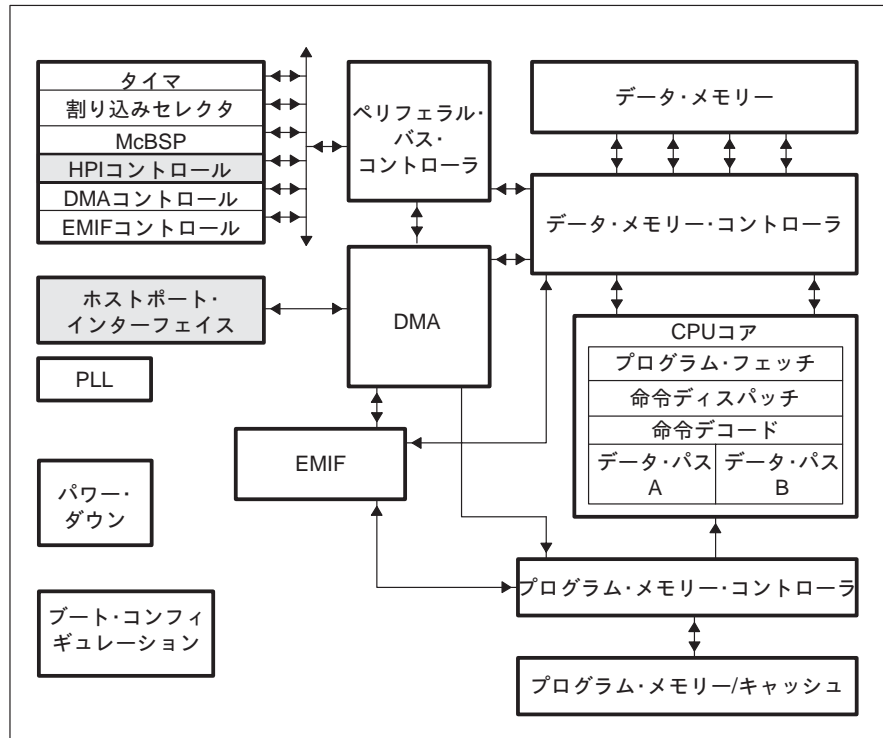 タイマ
割り込みセレクタ
McBSP
HPIコントロール
DMAコントロール
EMIFコントロール
ペリフェラル・
バス・
コントローラ
データ・メモリー
データ・メモリー・コントローラ
ホストポート・
インターフェイス
DMA
PLL
CPUコア
プログラム・フェッチ
命令ディスパッチ
命令デコード
データ・パス
A
データ・パス
B
EMIF
パワー・
ダウン
プログラム・メモリー・コントローラ
ブート・コンフィ
ギュレーション
プログラム・メモリー/キャッシュ